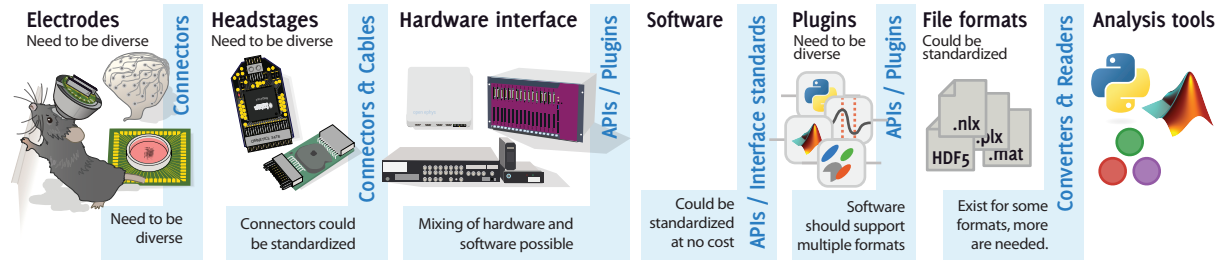 Electrodes
Need to be diverse
Connectors
Need to be
diverse
Headstages
Need to be diverse
Connectors & Cables
Connectors could
be standardized
Hardware interface
APIs / Plugins
Mixing of hardware and
software possible
Software
APIs / Interface standards
Could be
standardized
at no cost
Plugins
Need to be
diverse
APIs / Plugins
Software
should support
multiple formats
File formats
Could be
standardized
.nlx
.plx
HDF5
.mat
Converters & Readers
Exist for some
formats, more
are needed.
Analysis tools